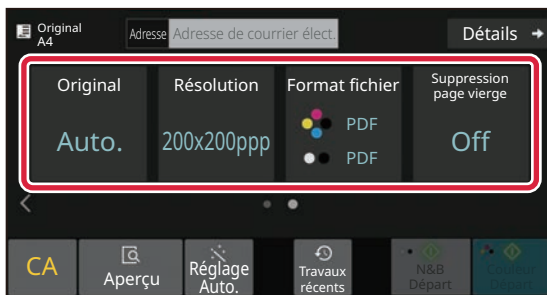 Original
A4
Adresse
Adresse de courrier élect.
Détails
Original
Résolution
Format fichier
Suppression
page vierge
Auto.
200x200ppp
PDF
PDF
Off
CA
Aperçu
Réglage
Auto.
Travaux
récents
N&B
Départ
Couleur
Départ